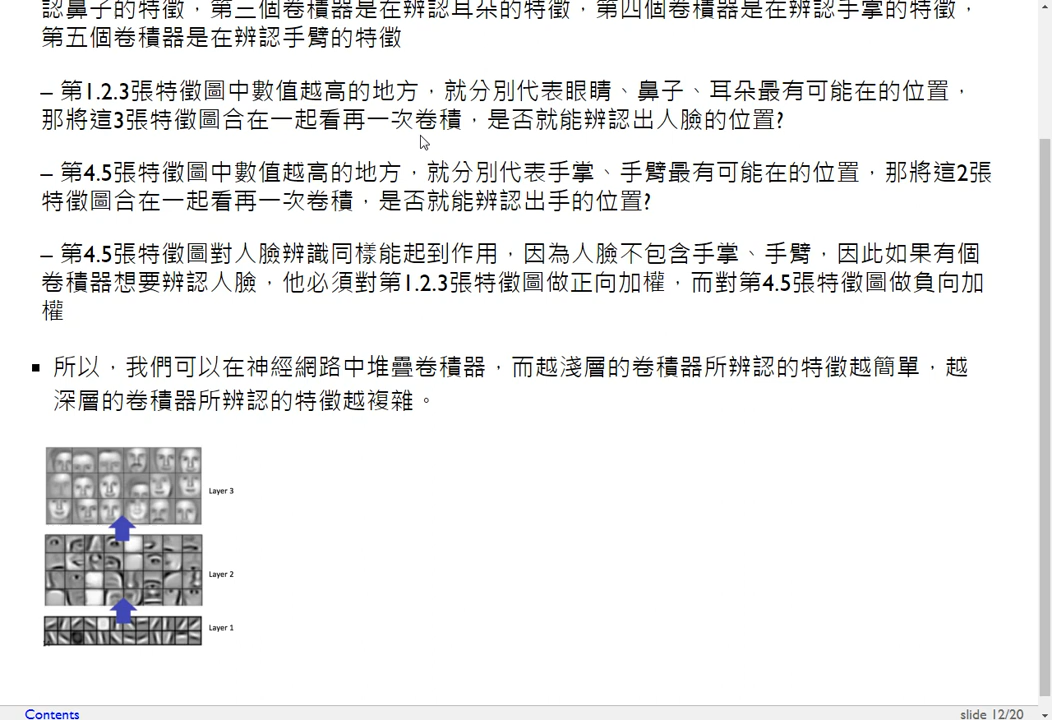 認鼻子的特徵，第三個卷積器是在辨認耳朵的特徵，第四個卷積器是在辨認手掌的特徵，
第五個卷積器是在辨認手臂的特徵
– 第1.2.3張特徵圖中數值越高的地方，就分別代表眼睛、鼻子、耳朵最有可能在的位置，
那將這3張特徵圖合在一起看再一次卷積，是否就能辨認出人臉的位置?
– 第4.5張特徵圖中數值越高的地方，就分別代表手掌、手臂最有可能在的位置，那將這2張
特徵圖合在一起看再一次卷積，是否就能辨認出手的位置?
– 第4.5張特徵圖對人臉辨識同樣能起到作用，因為人臉不包含手掌、手臂，因此如果有個
卷積器想要辨認人臉，他必須對第1.2.3張特徵圖做正向加權，而對第4.5張特徵圖做負向加
權
▪ 所以，我們可以在神經網路中堆疊卷積器，而越淺層的卷積器所辨認的特徵越簡單，越
深層的卷積器所辨認的特徵越複雜。
Layer 3
Layer 2
Layer 1
Contents
slide 12/20